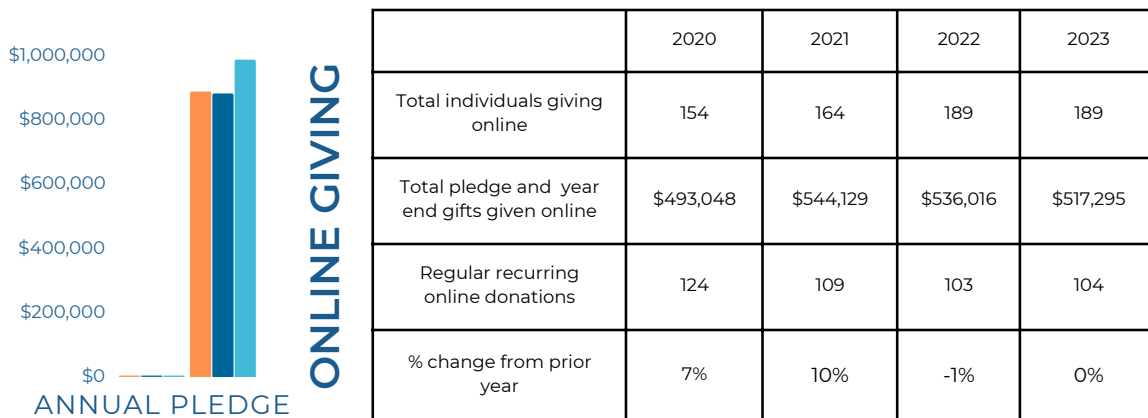 $1,000,000
$800,000
$600,000
$400,000
$200,000
$0
ANNUAL PLEDGE
ONLINE GIVING
2020 2021 2022 2023
Total individuals giving
online
154 164 189 189
Total pledge and year
end gifts given online
$493,048 $544,129 $536,016 $517,295
Regular recurring
online donations
124 109 103 104
% change from prior
year
7% 10% -1% 0%